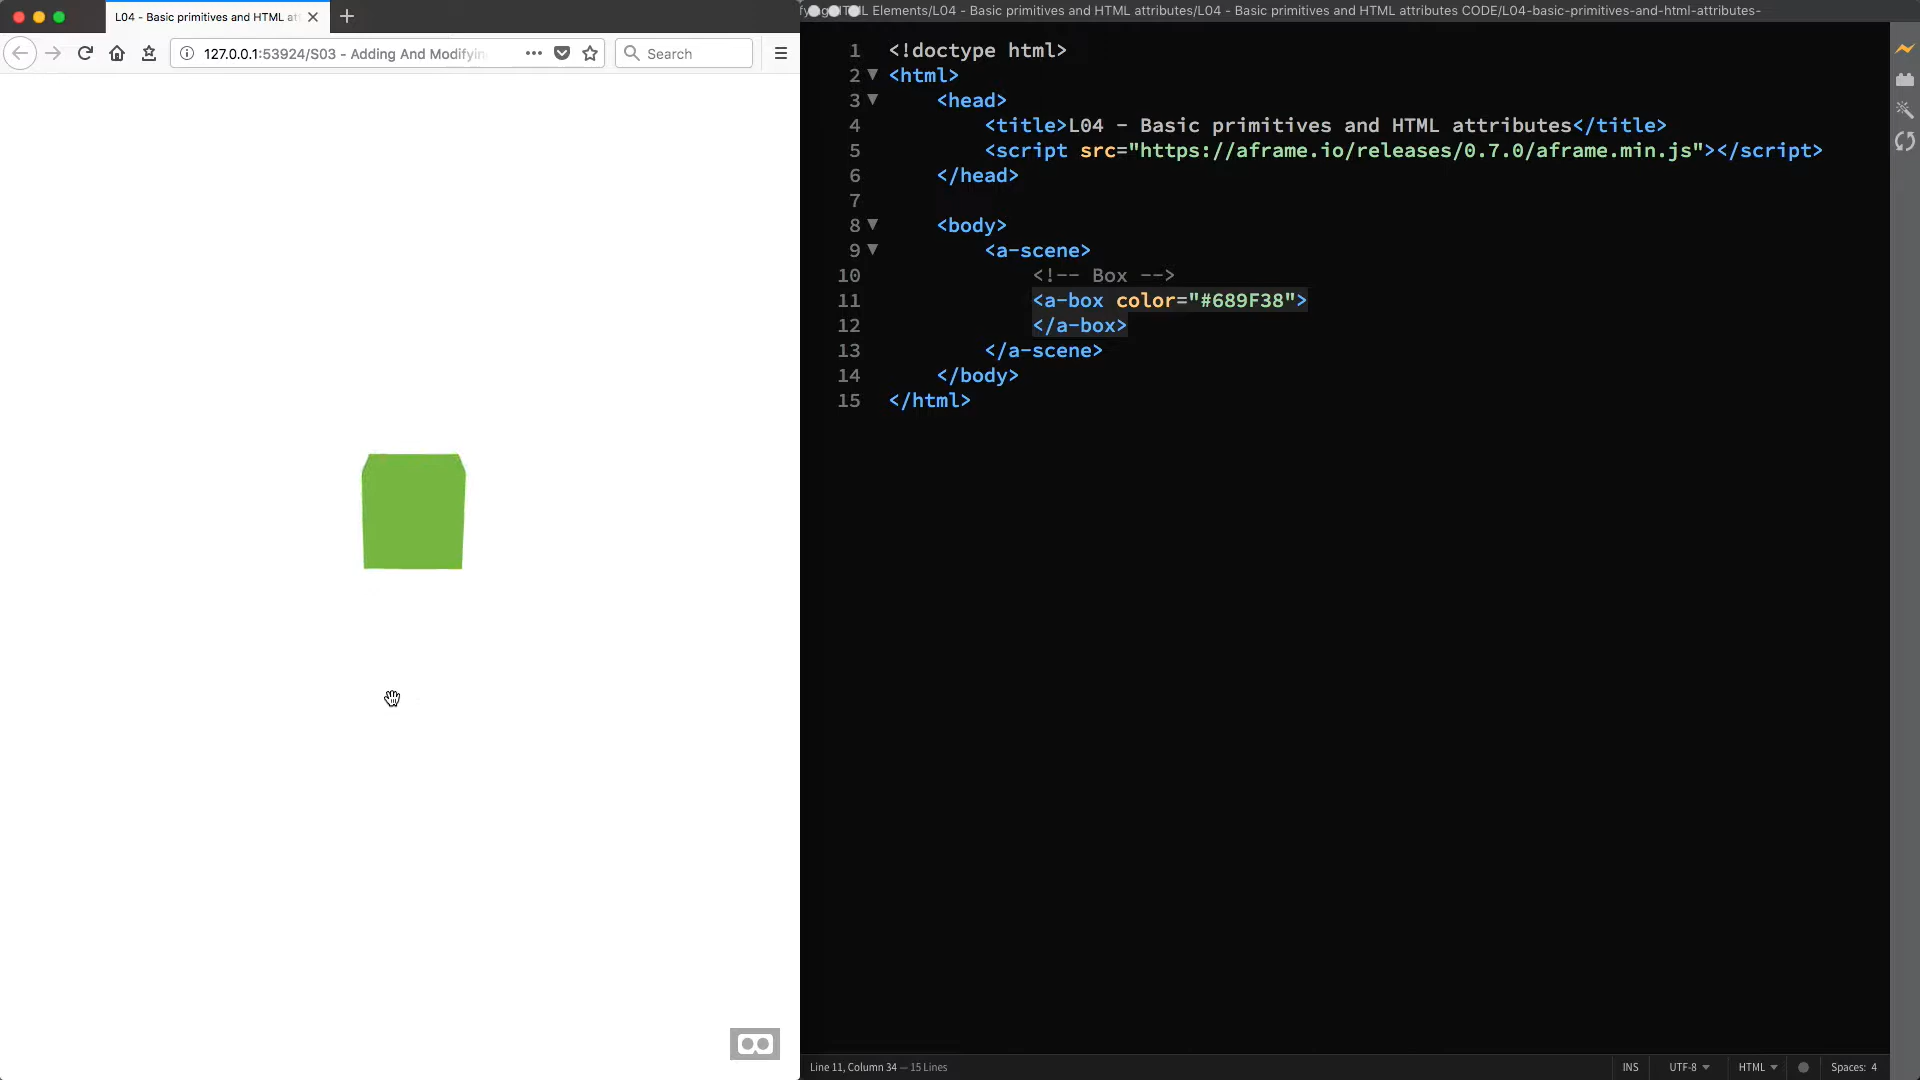 L04 - Basic primitives and HTML at
127.0.0.1:53924/S03 - Adding And Modifyin
Search
HTML Elements/L04 - Basic primitives and HTML attributes/L04 - Basic primitives and HTML attributes CODE/L04-basic-primitives-and-html-attributes-
1 <!doctype html>
2 <html>
3 <head>
4 <title>L04 - Basic primitives and HTML attributes</title>
5 <script src="https://aframe.io/releases/0.7.0/aframe.min.js"></script>
6 </head>
7
8 <body>
9 <a-scene>
10 <!-- Box -->
11 <a-box color="#689F38">
12 </a-box>
13 </a-scene>
14 </body>
15 </html>
Line 11, Column 34 — 15 Lines
INS UTF-8 HTML Spaces: 4